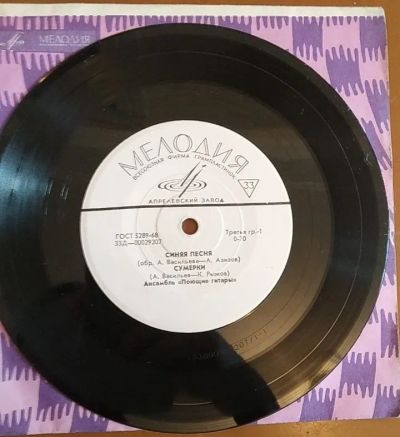 МЕЛОДИЯ
МЕЛОДИЯ
ВСЕСОЮЗНАЯ ФИРМА ГРАМПЛАСТИНОК
33
АПРЕЛЕВСКИЙ ЗАВОД
ГОСТ 5289-68
33Д—00029207
Третья гр.-1
0-70
СИНЯЯ ПЕСНЯ
(обр. А. Васильева—А. Азизов)
СУМЕРКИ
(А. Васильев—К. Рыжов)
Ансамбль «Поющие гитары»